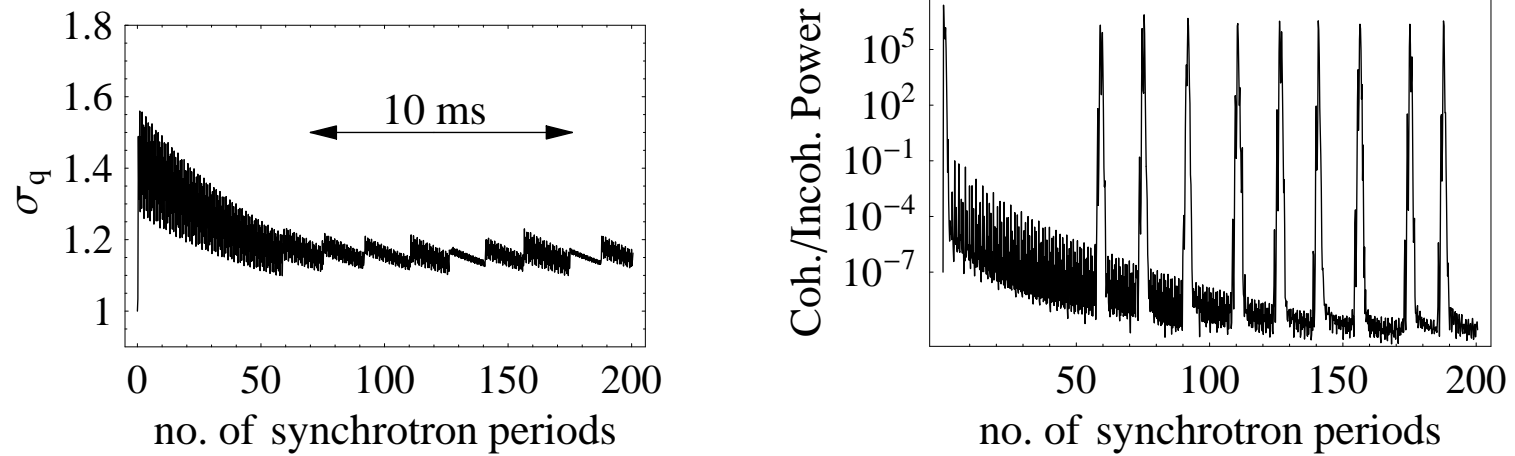 1.8
1.6
1.4
1.2
1
σq
10 ms
0 50 100 150 200
no. of synchrotron periods
Coh./Incoh. Power
10^5
10^2
10^−1
10^−4
10^−7
50 100 150 200
no. of synchrotron periods